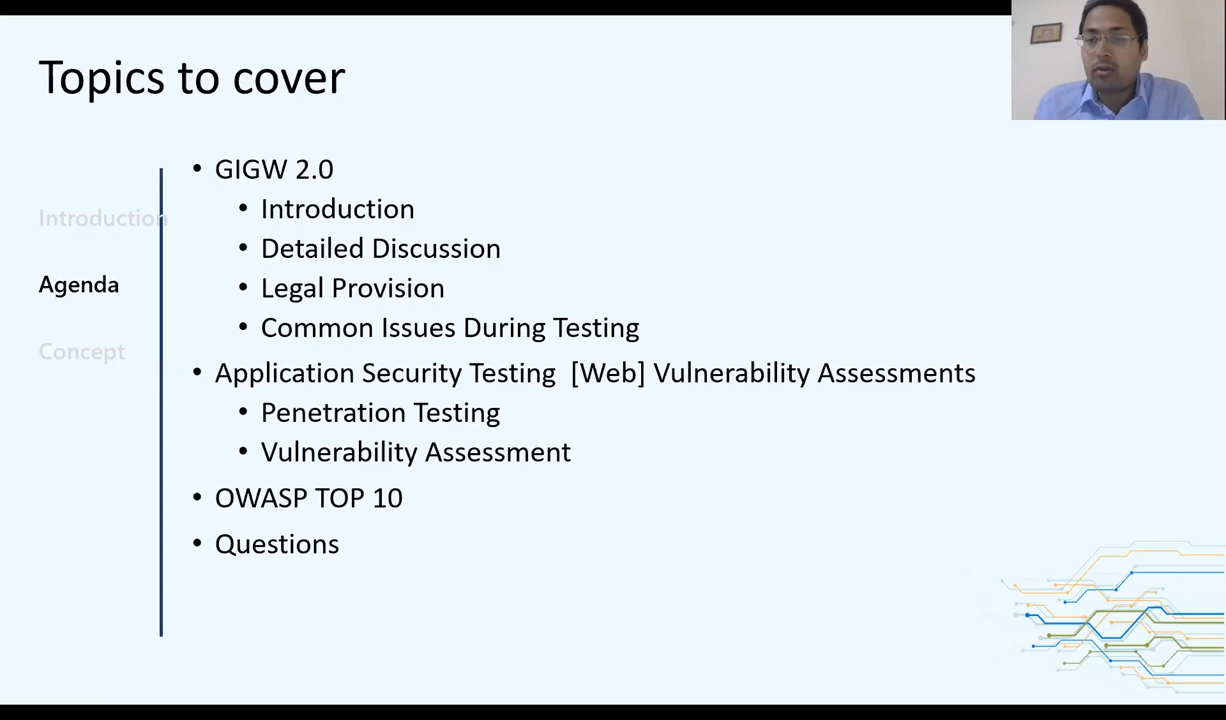 Topics to cover
Introduction
Agenda
Concept
• GIGW 2.0
• Introduction
• Detailed Discussion
• Legal Provision
• Common Issues During Testing
• Application Security Testing [Web] Vulnerability Assessments
• Penetration Testing
• Vulnerability Assessment
• OWASP TOP 10
• Questions